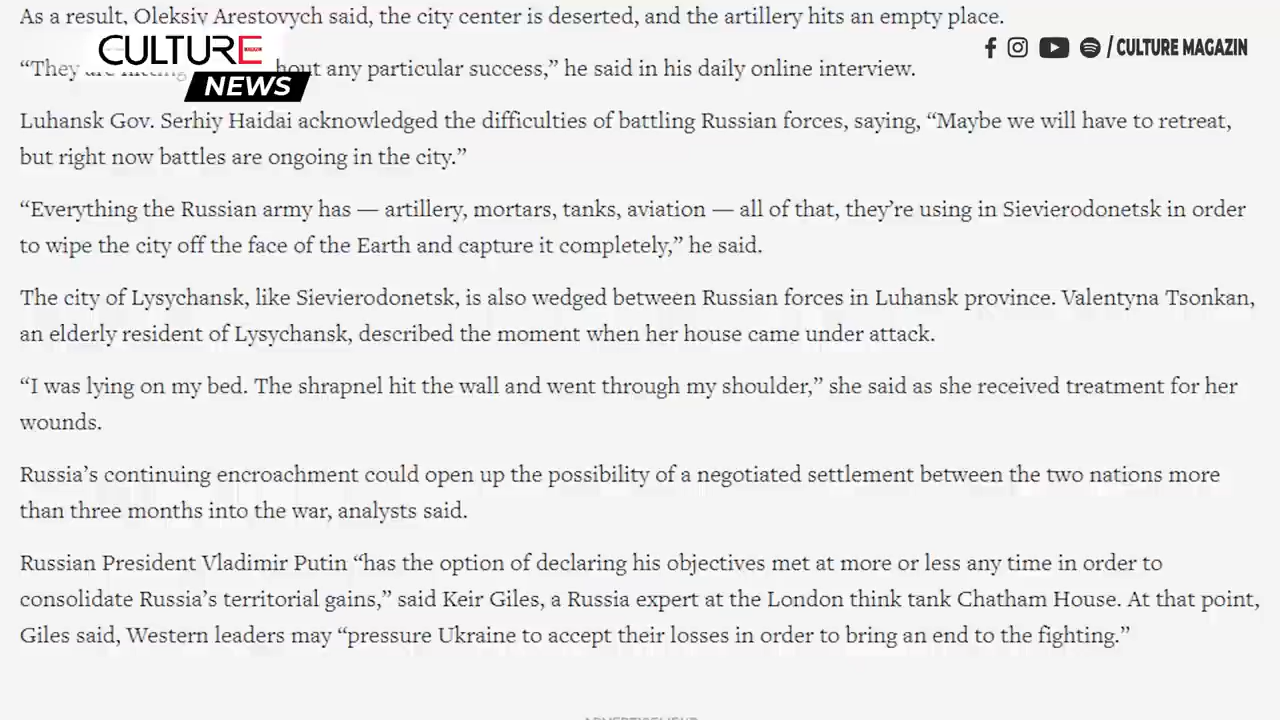 As a result, Oleksiy Arestovych said, the city center is deserted, and the artillery hits an empty place.
CULTURE
NEWS
/ CULTURE MAGAZIN
“They are hitting hout any particular success,” he said in his daily online interview.
Luhansk Gov. Serhiy Haidai acknowledged the difficulties of battling Russian forces, saying, “Maybe we will have to retreat,
but right now battles are ongoing in the city.”
“Everything the Russian army has — artillery, mortars, tanks, aviation — all of that, they’re using in Sievierodonetsk in order
to wipe the city off the face of the Earth and capture it completely,” he said.
The city of Lysychansk, like Sievierodonetsk, is also wedged between Russian forces in Luhansk province. Valentyna Tsonkan,
an elderly resident of Lysychansk, described the moment when her house came under attack.
“I was lying on my bed. The shrapnel hit the wall and went through my shoulder,” she said as she received treatment for her
wounds.
Russia’s continuing encroachment could open up the possibility of a negotiated settlement between the two nations more
than three months into the war, analysts said.
Russian President Vladimir Putin “has the option of declaring his objectives met at more or less any time in order to
consolidate Russia’s territorial gains,” said Keir Giles, a Russia expert at the London think tank Chatham House. At that point,
Giles said, Western leaders may “pressure Ukraine to accept their losses in order to bring an end to the fighting.”